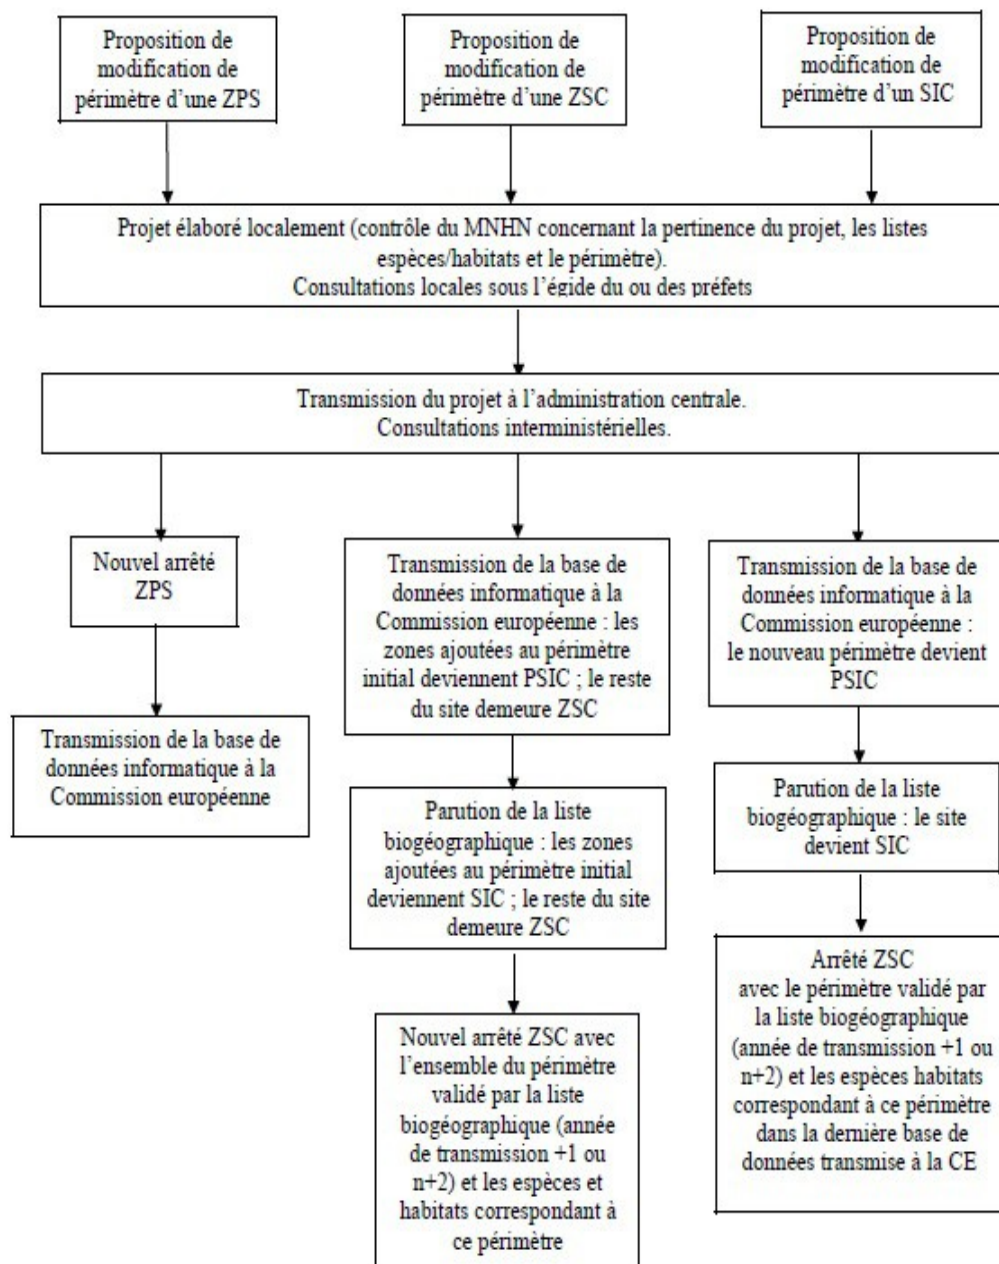 Proposition de
modification de
périmètre d'une ZPS
Proposition de
modification de
périmètre d'une ZSC
Proposition de
modification de
périmètre d'un SIC
Projet élaboré localement (contrôle du MNHN concernant la pertinence du projet, les listes
espèces/habitats et le périmètre).
Consultations locales sous l'égide du ou des préfets
Transmission du projet à l'administration centrale.
Consultations interministérielles.
Nouvel arrêté
ZPS
Transmission de la base de
données informatique à la
Commission européenne
Transmission de la base de
données informatique à la
Commission européenne : les
zones ajoutées au périmètre
initial deviennent PSIC ; le reste
du site demeure ZSC
Parution de la liste
biogéographique : les zones
ajoutées au périmètre initial
deviennent SIC ; le reste du site
demeure ZSC
Nouvel arrêté ZSC avec
l'ensemble du périmètre
validé par la liste
biogéographique (année
de transmission +1 ou
n+2) et les espèces et
habitats correspondant à
ce périmètre
Transmission de la base de
données informatique à la
Commission européenne :
le nouveau périmètre devient
PSIC
Parution de la liste
biogéographique : le site
devient SIC
Arrêté ZSC
avec le périmètre validé par
la liste biogéographique
(année de transmission +1 ou
n+2) et les espèces habitats
correspondant à ce périmètre
dans la dernière base de
données transmise à la CE